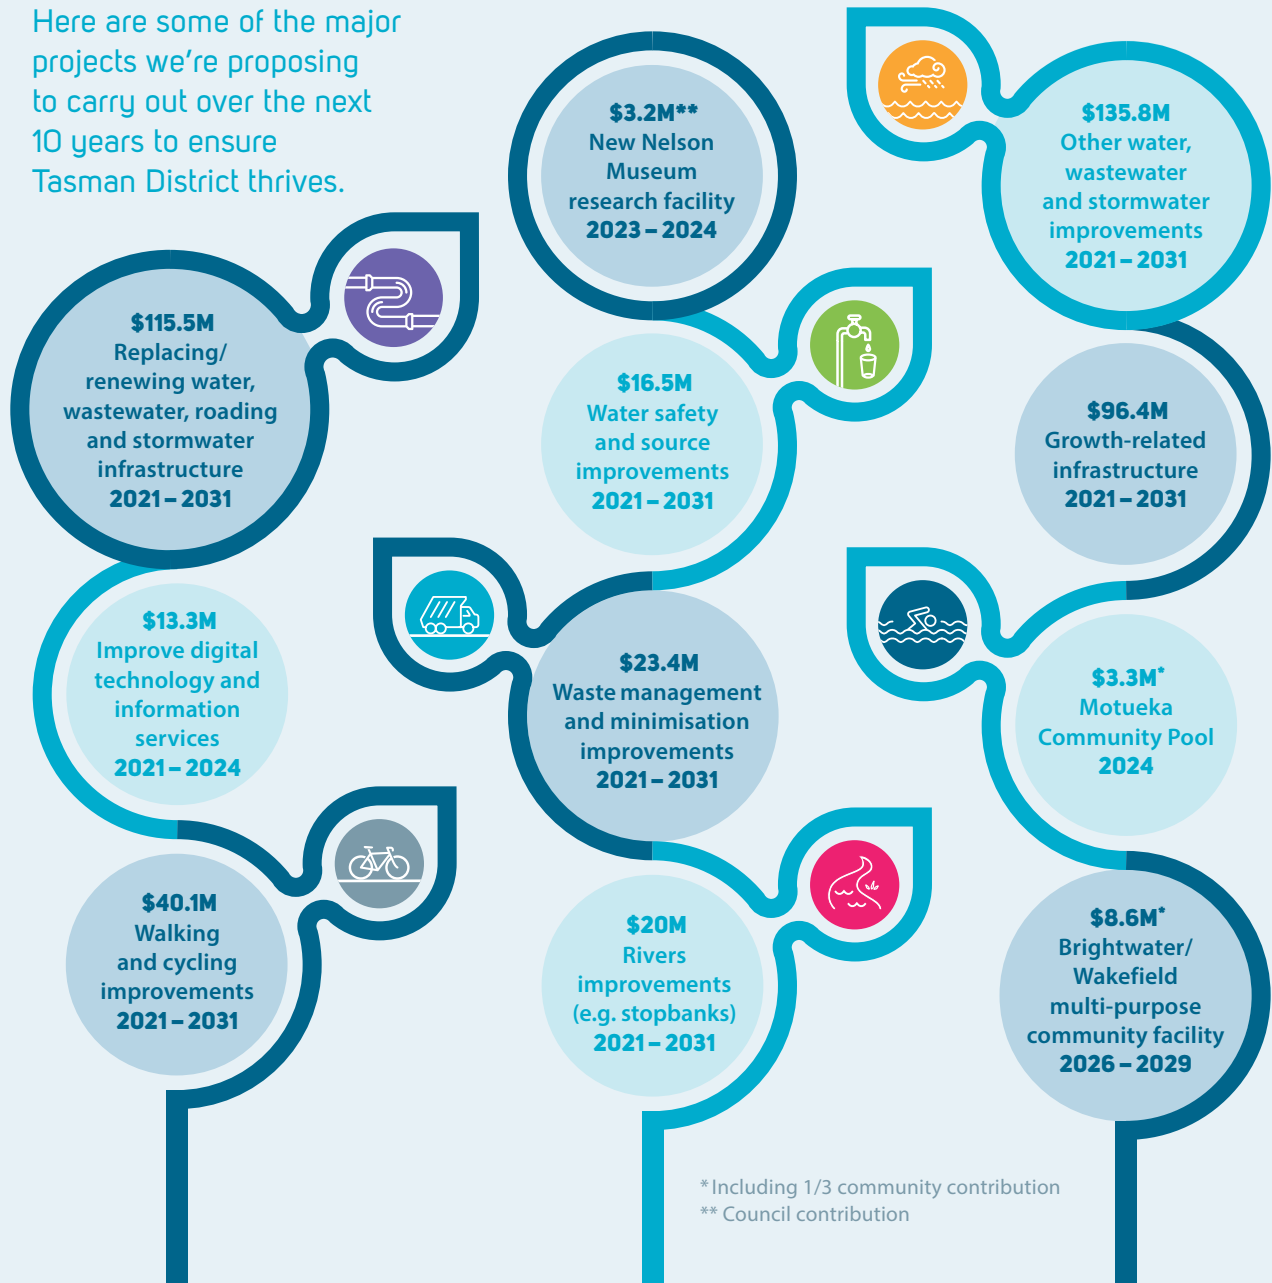 Here are some of the major
projects we're proposing
to carry out over the next
10 years to ensure
Tasman District thrives.
$115.5M
Replacing/
renewing water,
wastewater, roading
and stormwater
infrastructure
2021 – 2031
$13.3M
Improve digital
technology and
information
services
2021 – 2024
$40.1M
Walking
and cycling
improvements
2021 – 2031
$3.2M**
New Nelson
Museum
research facility
2023 – 2024
$16.5M
Water safety
and source
improvements
2021 – 2031
$23.4M
Waste management
and minimisation
improvements
2021 – 2031
$20M
Rivers
improvements
(e.g. stopbanks)
2021 – 2031
$135.8M
Other water,
wastewater
and stormwater
improvements
2021 – 2031
$96.4M
Growth-related
infrastructure
2021 – 2031
$3.3M*
Motueka
Community Pool
2024
$8.6M*
Brightwater/
Wakefield
multi-purpose
community facility
2026 – 2029
* Including 1/3 community contribution
** Council contribution